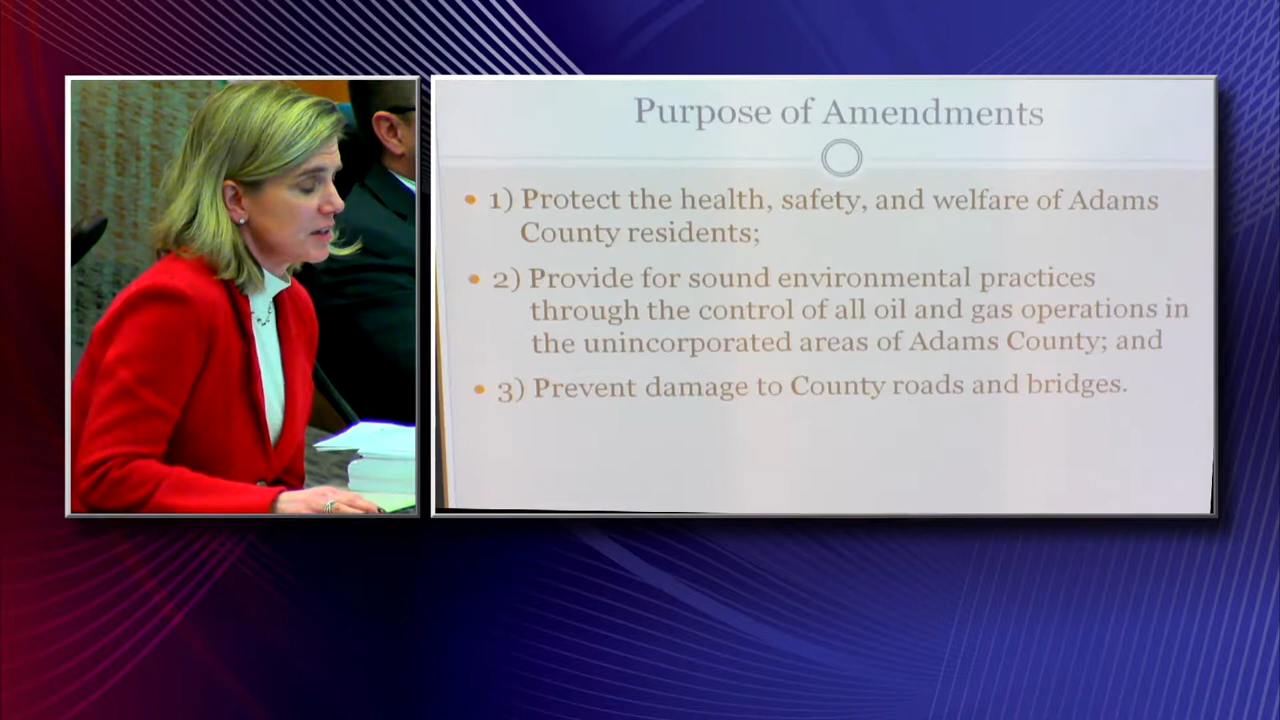 Purpose of Amendments
1) Protect the health, safety, and welfare of Adams
County residents;
2) Provide for sound environmental practices
through the control of all oil and gas operations in
the unincorporated areas of Adams County; and
3) Prevent damage to County roads and bridges.